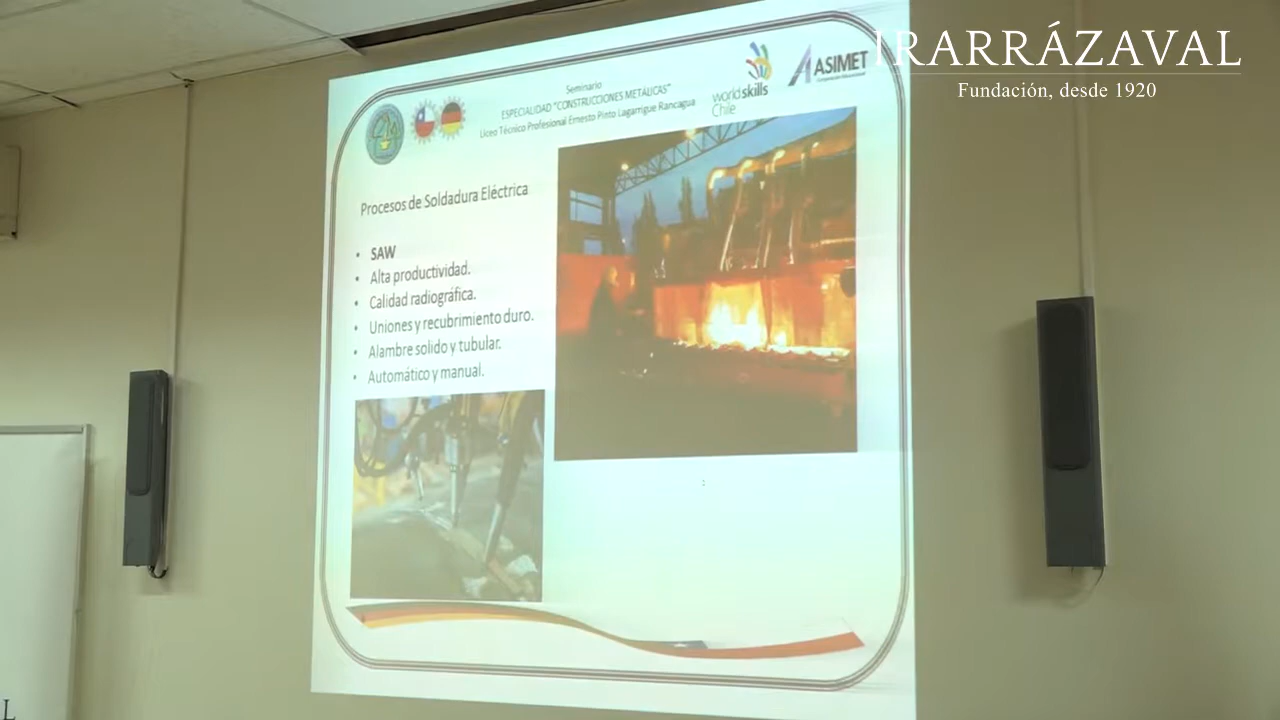 IRARRÁZAVAL
Fundación, desde 1920
Seminario
ESPECIALIDAD "CONSTRUCCIONES METALICAS"
Liceo Técnico Profesional Ernesto Pinto Lagarrigue Rancagua
worldskills
Chile
ASIMET
Procesos de Soldadura Eléctrica
• SAW
• Alta productividad.
• Calidad radiográfica.
• Uniones y recubrimiento duro.
• Alambre solido y tubular.
• Automático y manual.
L